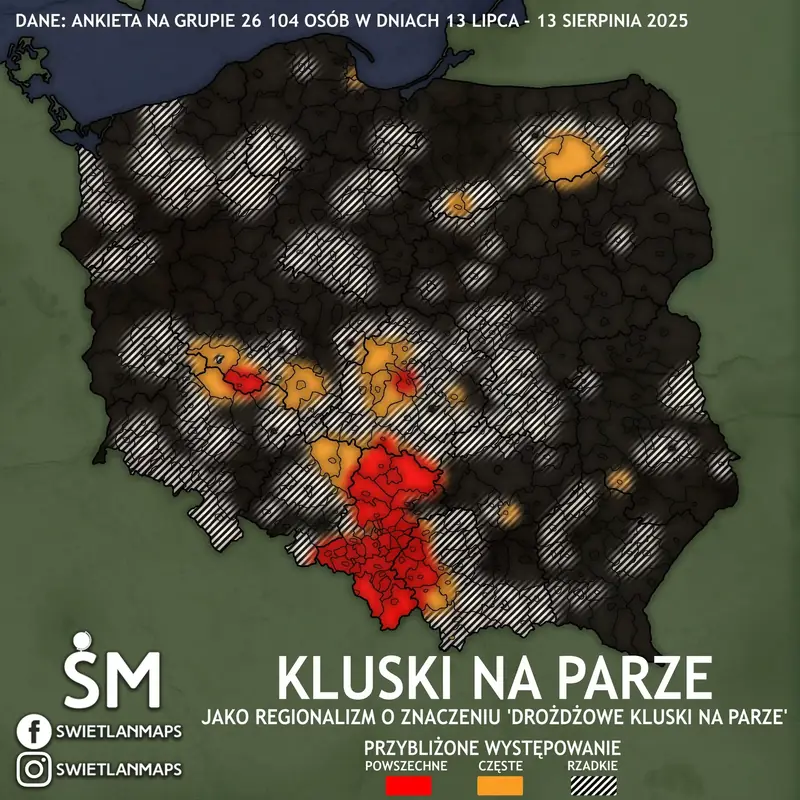 DANE: ANKIETA NA GRUPIE 26 104 OSÓB W DNIACH 13 LIPCA - 13 SIERPNIA 2025
ŚM
SWIETLANMAPS
SWIETLANMAPS
KLUSKI NA PARZE
JAKO REGIONALIZM O ZNACZENIU 'DROŻDŻOWE KLUSKI NA PARZE'
PRZYBLIŻONE WYSTĘPOWANIE
POWSZECHNE CZĘSTE RZADKIE